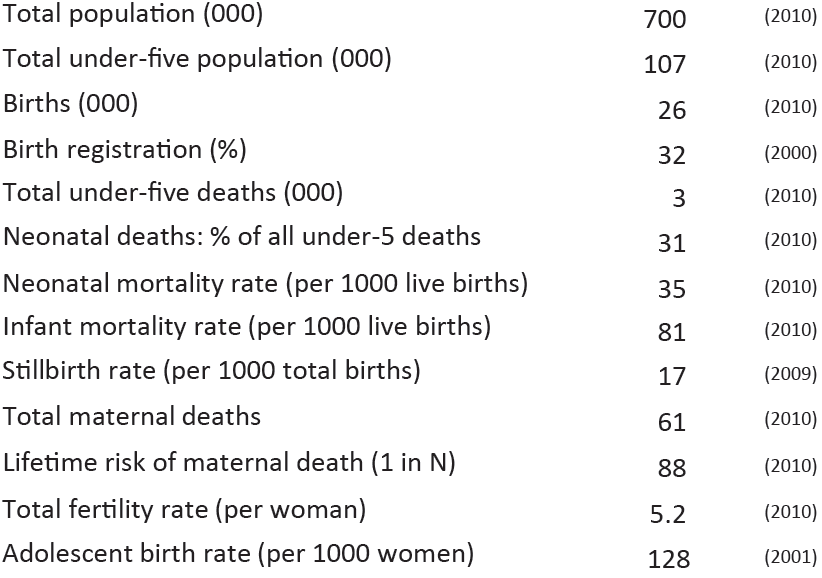 Total population (000) 700 (2010)
Total under-five population (000) 107 (2010)
Births (000) 26 (2010)
Birth registration (%) 32 (2000)
Total under-five deaths (000) 3 (2010)
Neonatal deaths: % of all under-5 deaths 31 (2010)
Neonatal mortality rate (per 1000 live births) 35 (2010)
Infant mortality rate (per 1000 live births) 81 (2010)
Stillbirth rate (per 1000 total births) 17 (2009)
Total maternal deaths 61 (2010)
Lifetime risk of maternal death (1 in N) 88 (2010)
Total fertility rate (per woman) 5.2 (2010)
Adolescent birth rate (per 1000 women) 128 (2001)